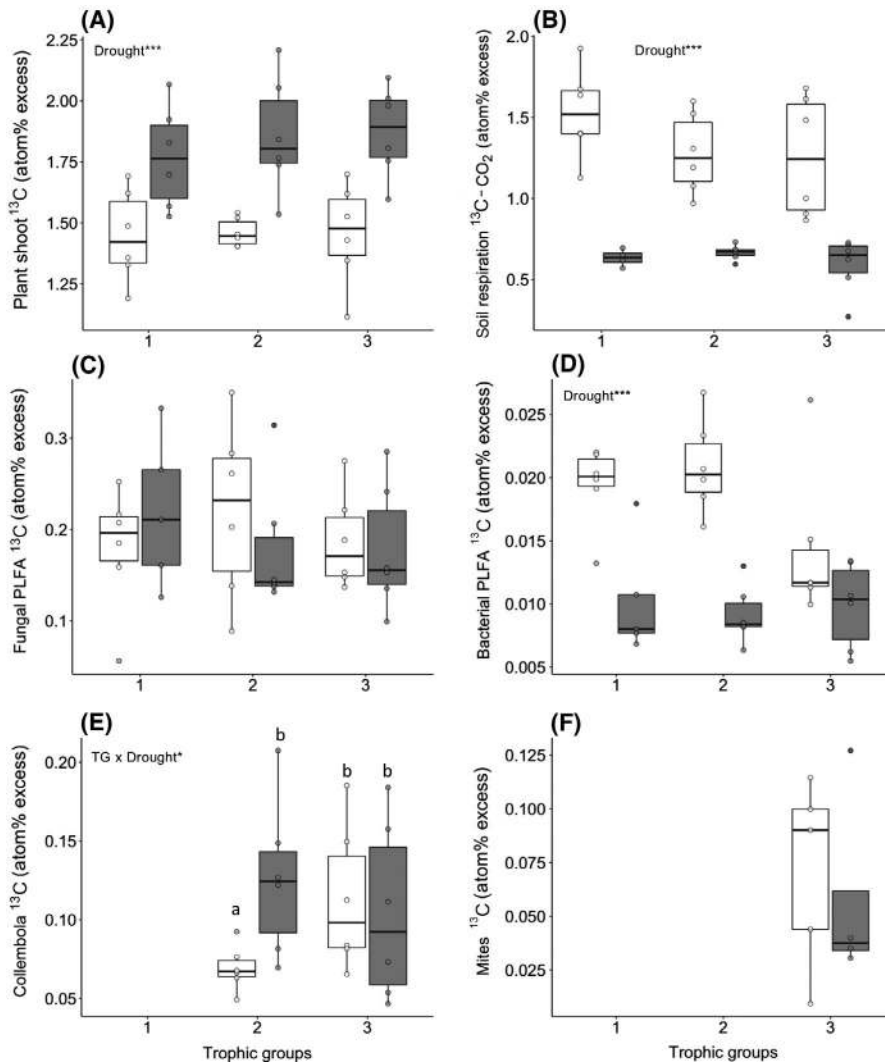 (A)
Drought***
Plant shoot ¹³C (atom% excess)
2.25
2.00
1.75
1.50
1.25
1
2
3
(B)
Drought***
Soil respiration ¹³C-CO₂ (atom% excess)
2.0
1.5
1.0
0.5
1
2
3
(C)
Fungal PLFA ¹³C (atom% excess)
0.3
0.2
0.1
1
2
3
(D)
Drought***
Bacterial PLFA ¹³C (atom% excess)
0.025
0.020
0.015
0.010
0.005
1
2
3
(E)
TG x Drought*
Collembola ¹³C (atom% excess)
0.20
0.15
0.10
0.05
a
b
b
b
1
2
3
Trophic groups
(F)
Mites ¹³C (atom% excess)
0.125
0.100
0.075
0.050
0.025
1
2
3
Trophic groups